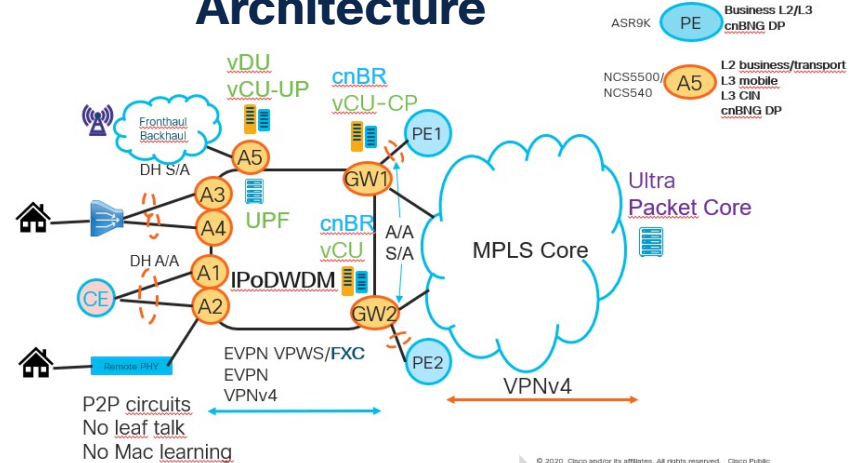 Architecture
ASR9K
PE
Business L2/L3
cnBNG DP
NCS5500/
NCS540
A5
L2 business/transport
L3 mobile
L3 CIN
cnBNG DP
vDU
vCU-UP
cnBR
vCU-CP
Fronthaul
Backhaul
DH S/A
A5
PE1
GW1
A3
UPF
A4
cnBR
vCU
A/A
S/A
MPLS Core
Ultra
Packet Core
DH A/A
A1
IPoDWDM
CE
A2
GW2
Remote PHY
EVPN VPWS/FXC
EVPN
VPNv4
PE2
VPNv4
P2P circuits
No leaf talk
No Mac learning
© 2020 Cisco and/or its affiliates. All rights reserved. Cisco Public